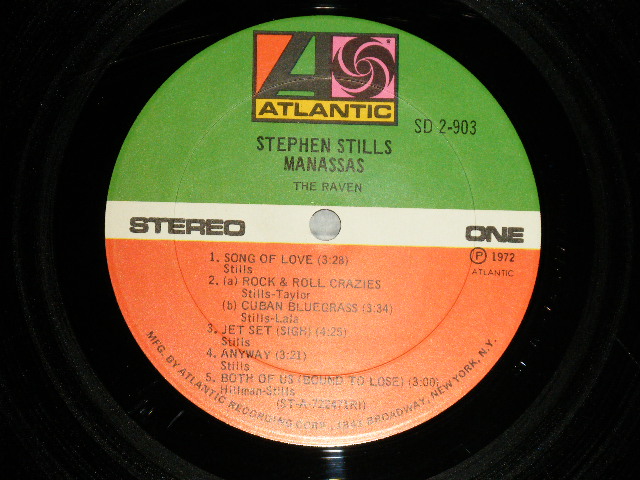 ATLANTIC
SD 2-903
STEPHEN STILLS
MANASSAS
THE RAVEN
STEREO ONE
1. SONG OF LOVE (3:28)
Stills
2. (a) ROCK & ROLL CRAZIES
Stills-Taylor
(b) CUBAN BLUEGRASS (3:34)
Stills-Lala
3. JET SET (SIGH) (4:25)
Stills
4. ANYWAY (3:21)
Stills
5. BOTH OF US (BOUND TO LOSE) (3:00)
Hillman-Stills
℗ 1972
ATLANTIC
MFG. BY ATLANTIC RECORDING CORP., 1841 BROADWAY, NEW YORK, N.Y.